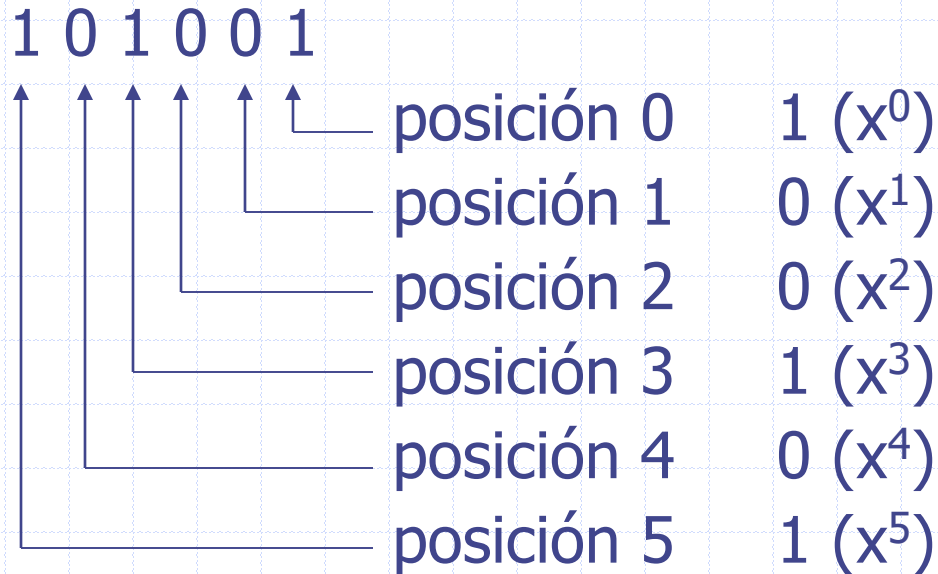 1 0 1 0 0 1
posición 0 1 (x⁰)
posición 1 0 (x¹)
posición 2 0 (x²)
posición 3 1 (x³)
posición 4 0 (x⁴)
posición 5 1 (x⁵)